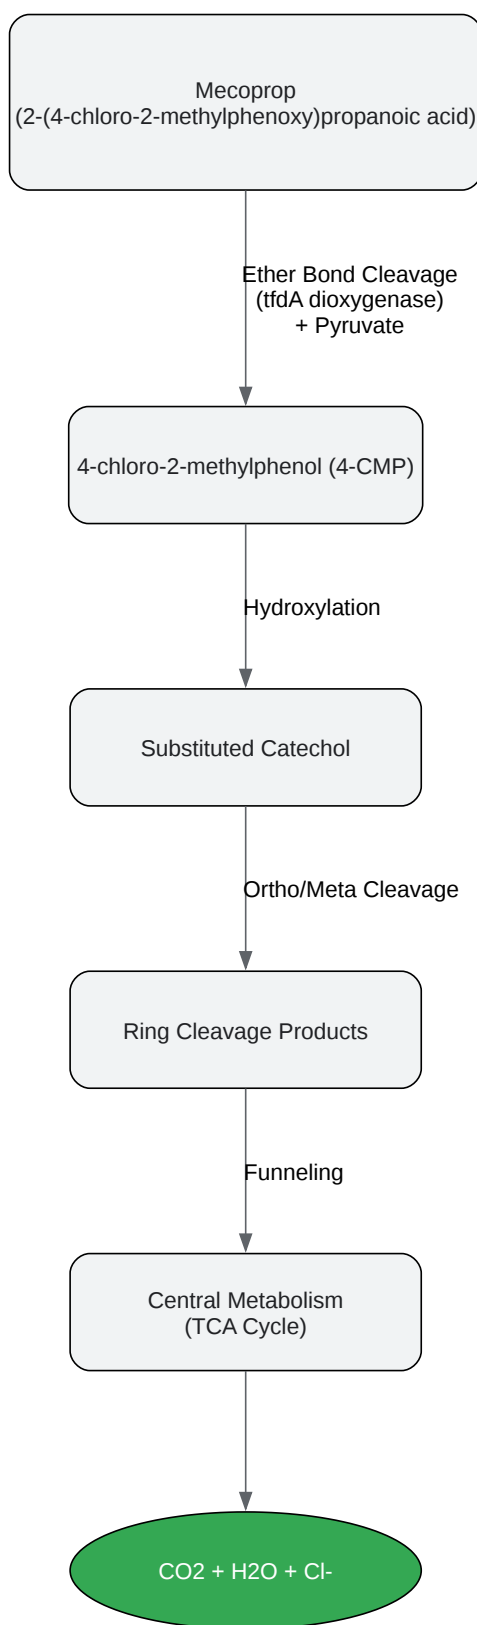 Mecoprop
(2-(4-chloro-2-methylphenoxy)propanoic acid)
Ether Bond Cleavage
(tfdA dioxygenase)
+ Pyruvate
4-chloro-2-methylphenol (4-CMP)
Hydroxylation
Substituted Catechol
Ortho/Meta Cleavage
Ring Cleavage Products
Funneling
Central Metabolism
(TCA Cycle)
CO2 + H2O + Cl-